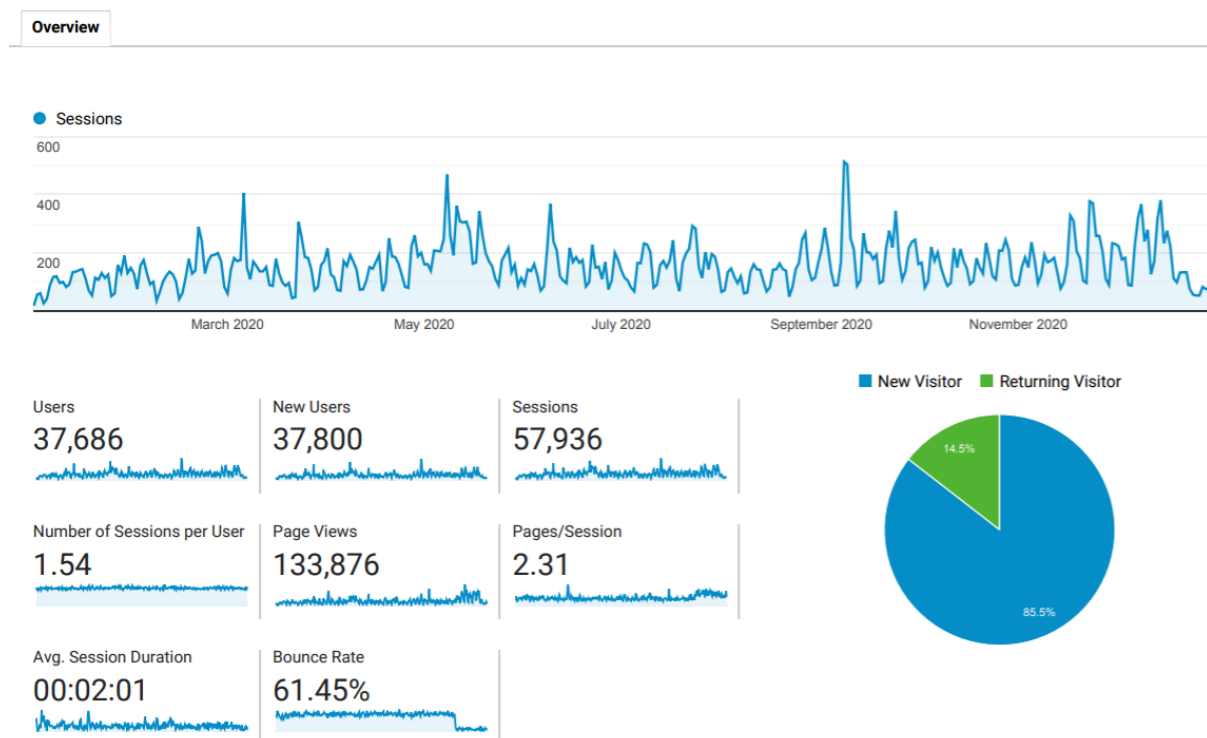 Overview
Sessions
600
400
200
March 2020
May 2020
July 2020
September 2020
November 2020
New Visitor
Returning Visitor
14.5%
85.5%
Users
37,686
New Users
37,800
Sessions
57,936
Number of Sessions per User
1.54
Page Views
133,876
Pages/Session
2.31
Avg. Session Duration
00:02:01
Bounce Rate
61.45%